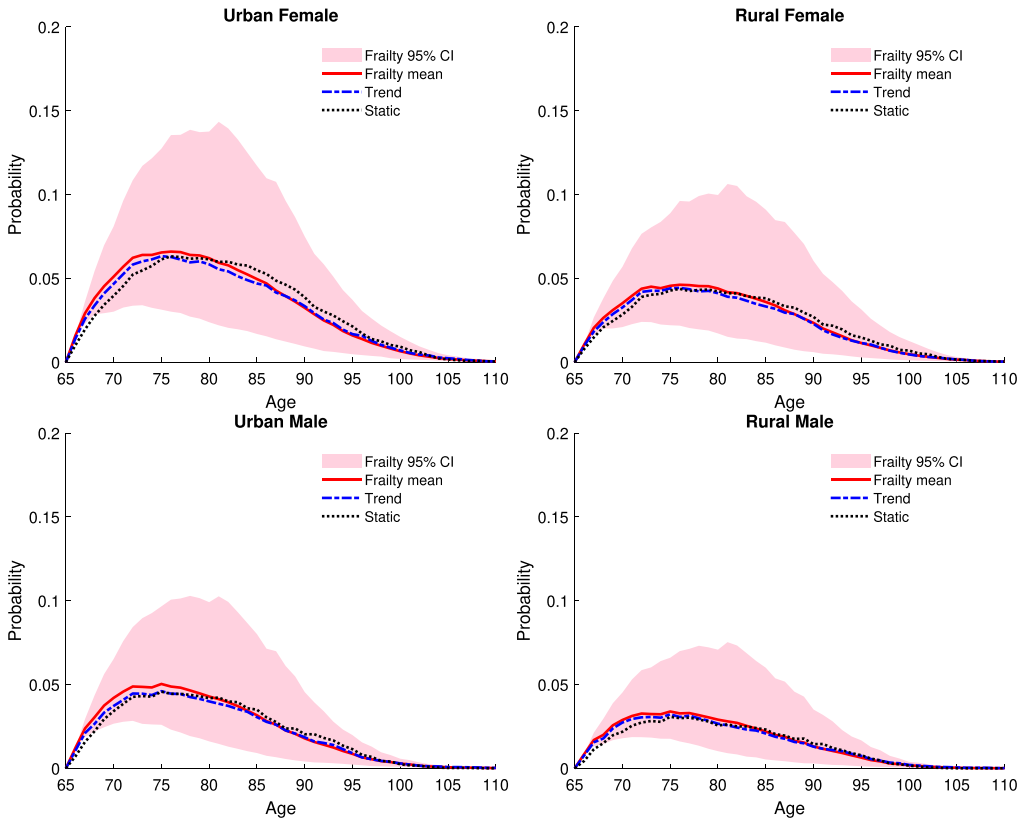 Urban Female
0.2
0.15
0.1
0.05
0
Probability
65 70 75 80 85 90 95 100 105 110
Age
Frailty 95% CI
Frailty mean
Trend
Static
Rural Female
0.2
0.15
0.1
0.05
0
Probability
65 70 75 80 85 90 95 100 105 110
Age
Frailty 95% CI
Frailty mean
Trend
Static
Urban Male
0.2
0.15
0.1
0.05
0
Probability
65 70 75 80 85 90 95 100 105 110
Age
Frailty 95% CI
Frailty mean
Trend
Static
Rural Male
0.2
0.15
0.1
0.05
0
Probability
65 70 75 80 85 90 95 100 105 110
Age
Frailty 95% CI
Frailty mean
Trend
Static